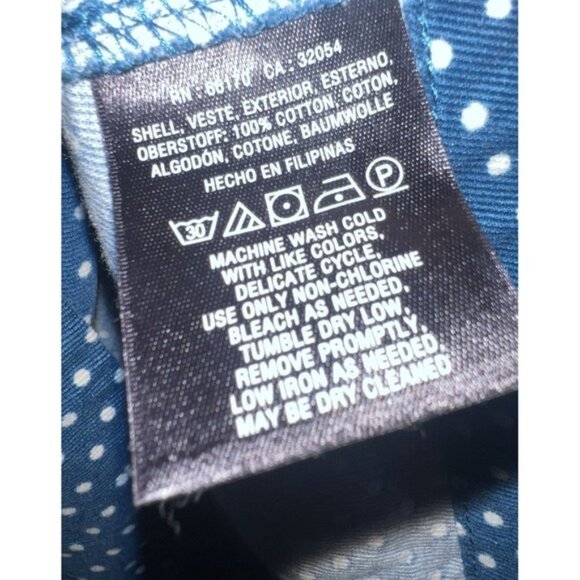 RN : 66170 CA : 32054
SHELL, VESTE, EXTERIOR, ESTERNO,
OBERSTOFF: 100% COTTON, COTON,
ALGODÓN, COTONE, BAUMWOLLE
HECHO EN FILIPINAS
30 P
MACHINE WASH COLD
WITH LIKE COLORS,
DELICATE CYCLE,
USE ONLY NON-CHLORINE
BLEACH AS NEEDED,
TUMBLE DRY LOW,
REMOVE PROMPTLY,
LOW IRON AS NEEDED,
MAY BE DRY CLEANED